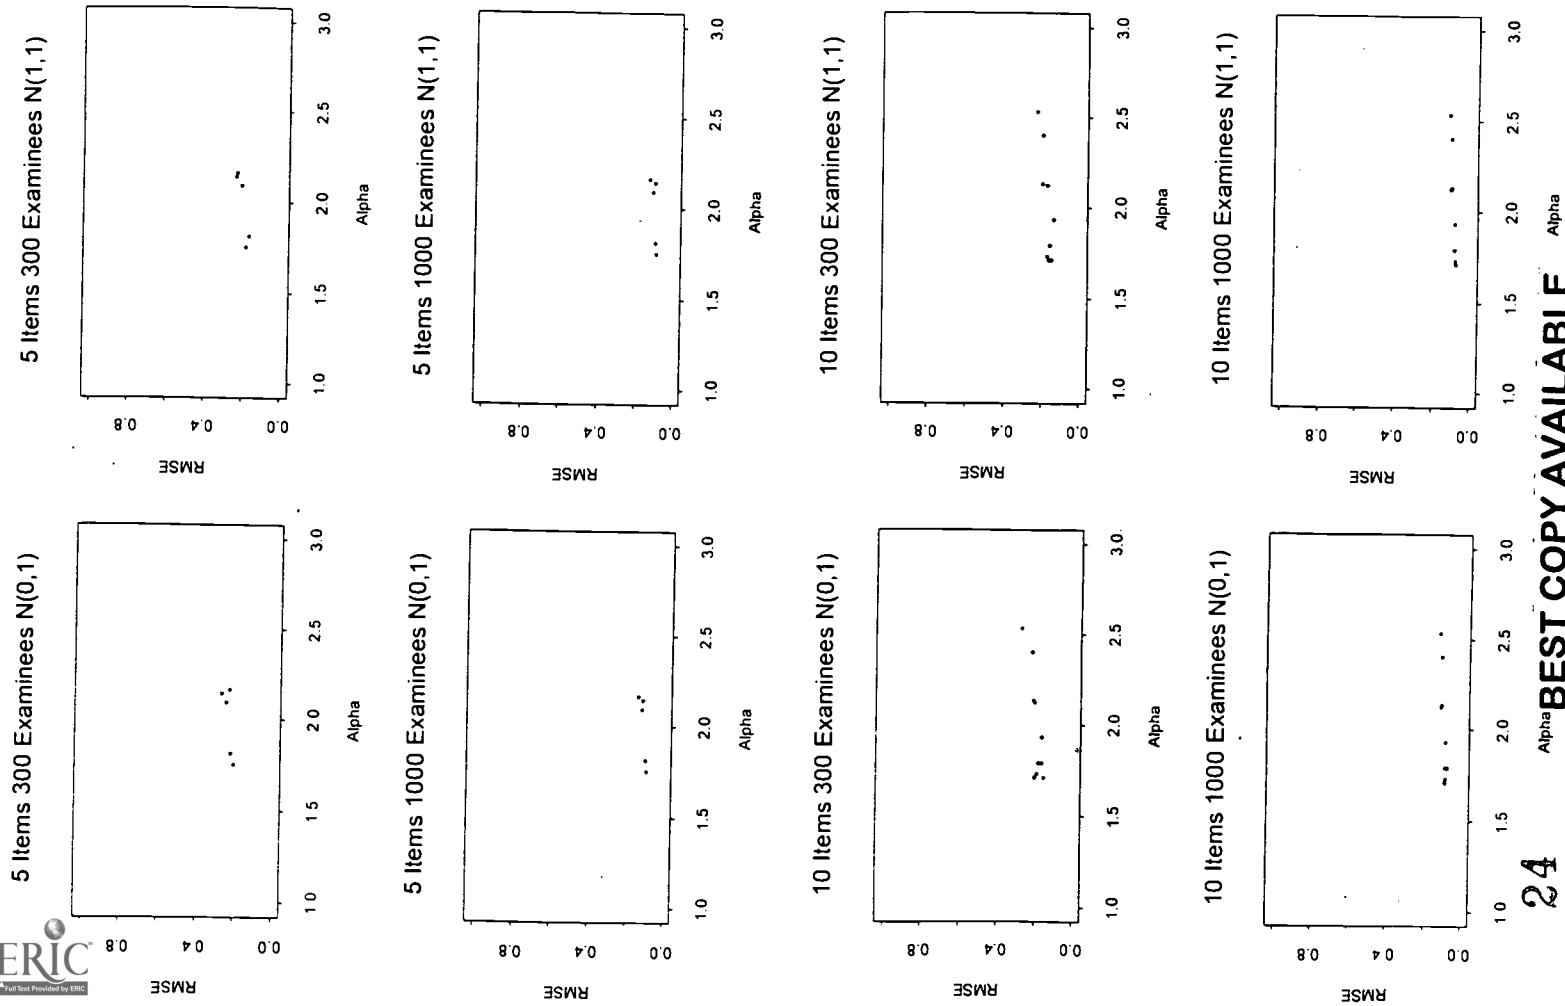 5 Items 300 Examinees N(0,1)
RMSE
0.8
0.4
0.0
1.0
1.5
2.0
2.5
3.0
Alpha
5 Items 300 Examinees N(1,1)
RMSE
0.8
0.4
0.0
1.0
1.5
2.0
2.5
3.0
Alpha
5 Items 1000 Examinees N(0,1)
RMSE
0.8
0.4
0.0
1.0
1.5
2.0
2.5
3.0
Alpha
5 Items 1000 Examinees N(1,1)
RMSE
0.8
0.4
0.0
1.0
1.5
2.0
2.5
3.0
Alpha
10 Items 300 Examinees N(0,1)
RMSE
0.8
0.4
0.0
1.0
1.5
2.0
2.5
3.0
Alpha
10 Items 300 Examinees N(1,1)
RMSE
0.8
0.4
0.0
1.0
1.5
2.0
2.5
3.0
Alpha
10 Items 1000 Examinees N(0,1)
RMSE
0.8
0.4
0.0
1.0
1.5
2.0
2.5
3.0
Alpha
10 Items 1000 Examinees N(1,1)
RMSE
0.8
0.4
0.0
1.0
1.5
2.0
2.5
3.0
Alpha
24
BEST COPY AVAILABLE
ERIC
Full Text Provided by ERIC